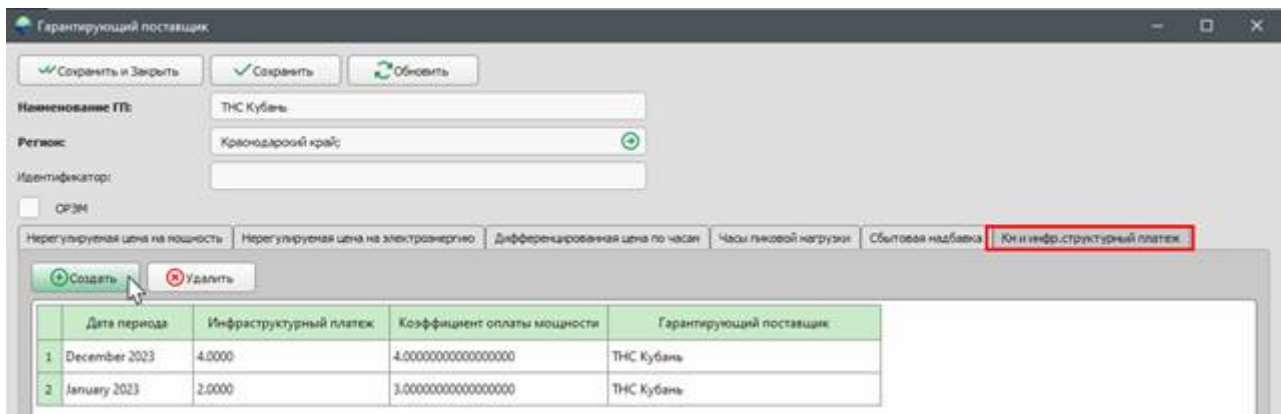 Гарантирующий поставщик
Сохранить и Закрыть Сохранить Обновить
Наименование ГП: ТНС Кубань
Регион: Краснодарский край;
Идентификатор:
ОРЭМ
Нерегулируемая цена на мощность Нерегулируемая цена на электроэнергию Дифференцированная цена по часам Часы пиковой нагрузки Сбытовая надбавка Км и инфр.структурный платеж
Создать Удалить
Дата периода Инфраструктурный платеж Коэффициент оплаты мощности Гарантирующий поставщик
1 December 2023 4.0000 4.00000000000000000 ТНС Кубань
2 January 2023 2.0000 3.00000000000000000 ТНС Кубань